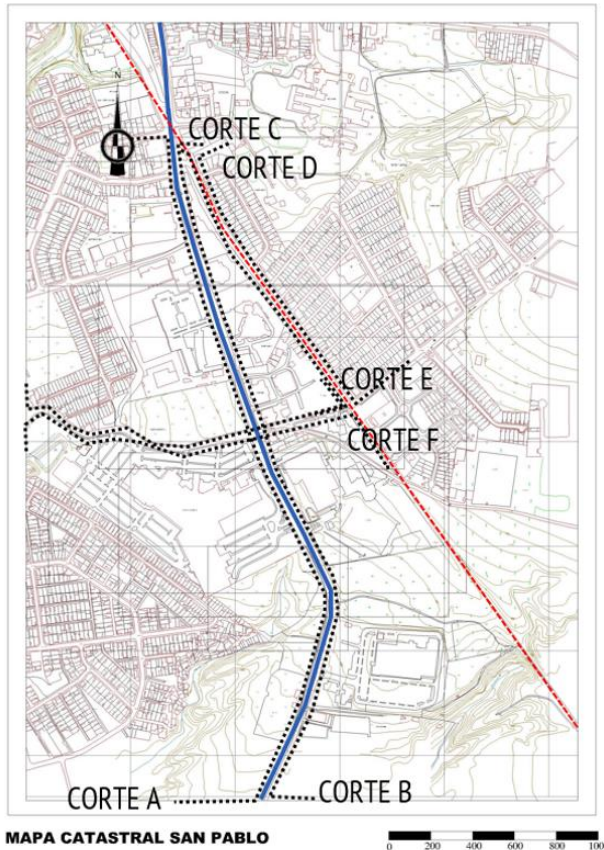 N
CORTE C
CORTE D
CORTE E
CORTE F
CORTE A
CORTE B
MAPA CATASTRAL SAN PABLO
0 200 400 600 800 100